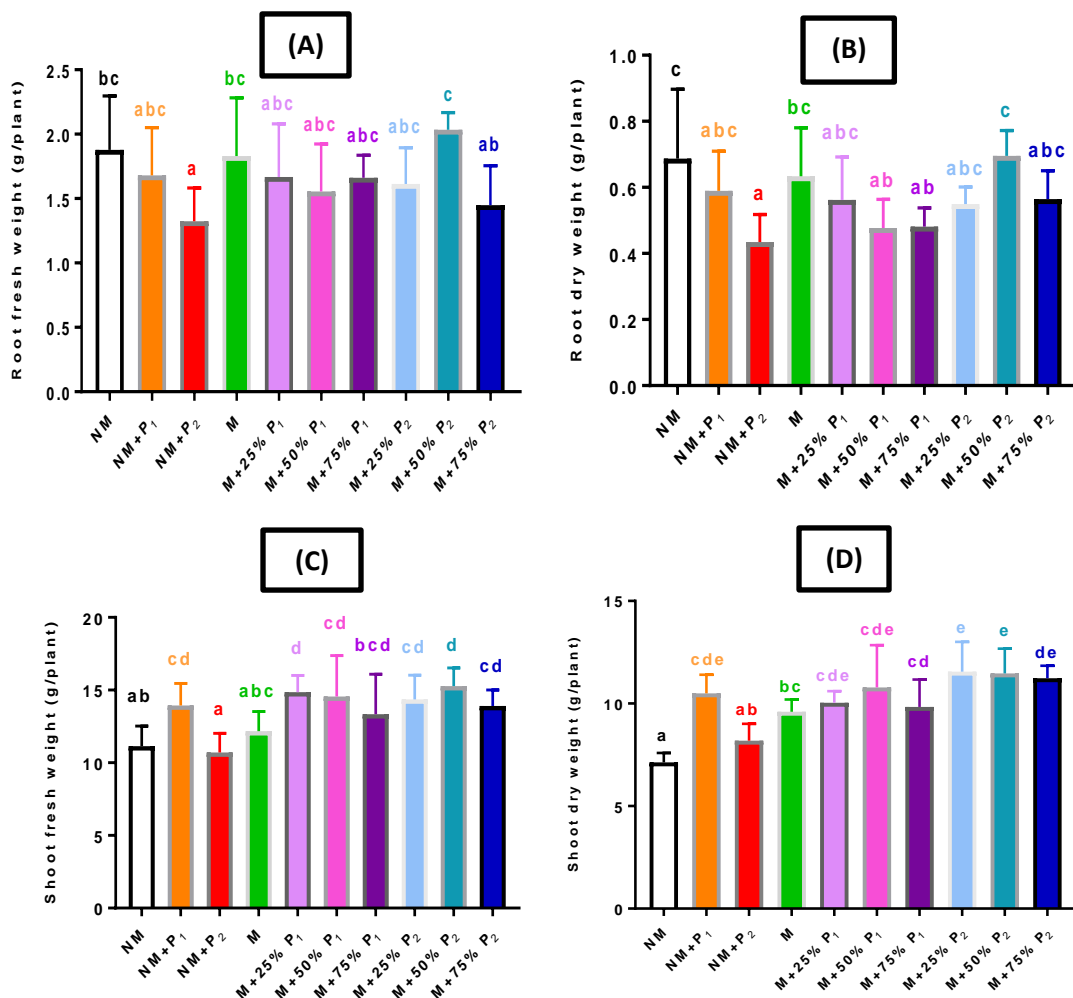 (A)
Root fresh weight (g/plant)
2.5
2.0
1.5
1.0
0.5
0.0
bc
abc
a
bc
abc
abc
abc
abc
c
ab
NM
NM+P1
NM+P2
M
M+25% P1
M+50% P1
M+75% P1
M+25% P2
M+50% P2
M+75% P2
(B)
Root dry weight (g/plant)
1.0
0.8
0.6
0.4
0.2
0.0
c
abc
a
bc
abc
ab
ab
abc
c
abc
NM
NM+P1
NM+P2
M
M+25% P1
M+50% P1
M+75% P1
M+25% P2
M+50% P2
M+75% P2
(C)
Shoot fresh weight (g/plant)
20
15
10
5
0
ab
cd
a
abc
d
cd
bcd
cd
d
cd
NM
NM+P1
NM+P2
M
M+25% P1
M+50% P1
M+75% P1
M+25% P2
M+50% P2
M+75% P2
(D)
Shoot dry weight (g/plant)
15
10
5
0
a
cde
ab
bc
cde
cde
cd
e
e
de
NM
NM+P1
NM+P2
M
M+25% P1
M+50% P1
M+75% P1
M+25% P2
M+50% P2
M+75% P2